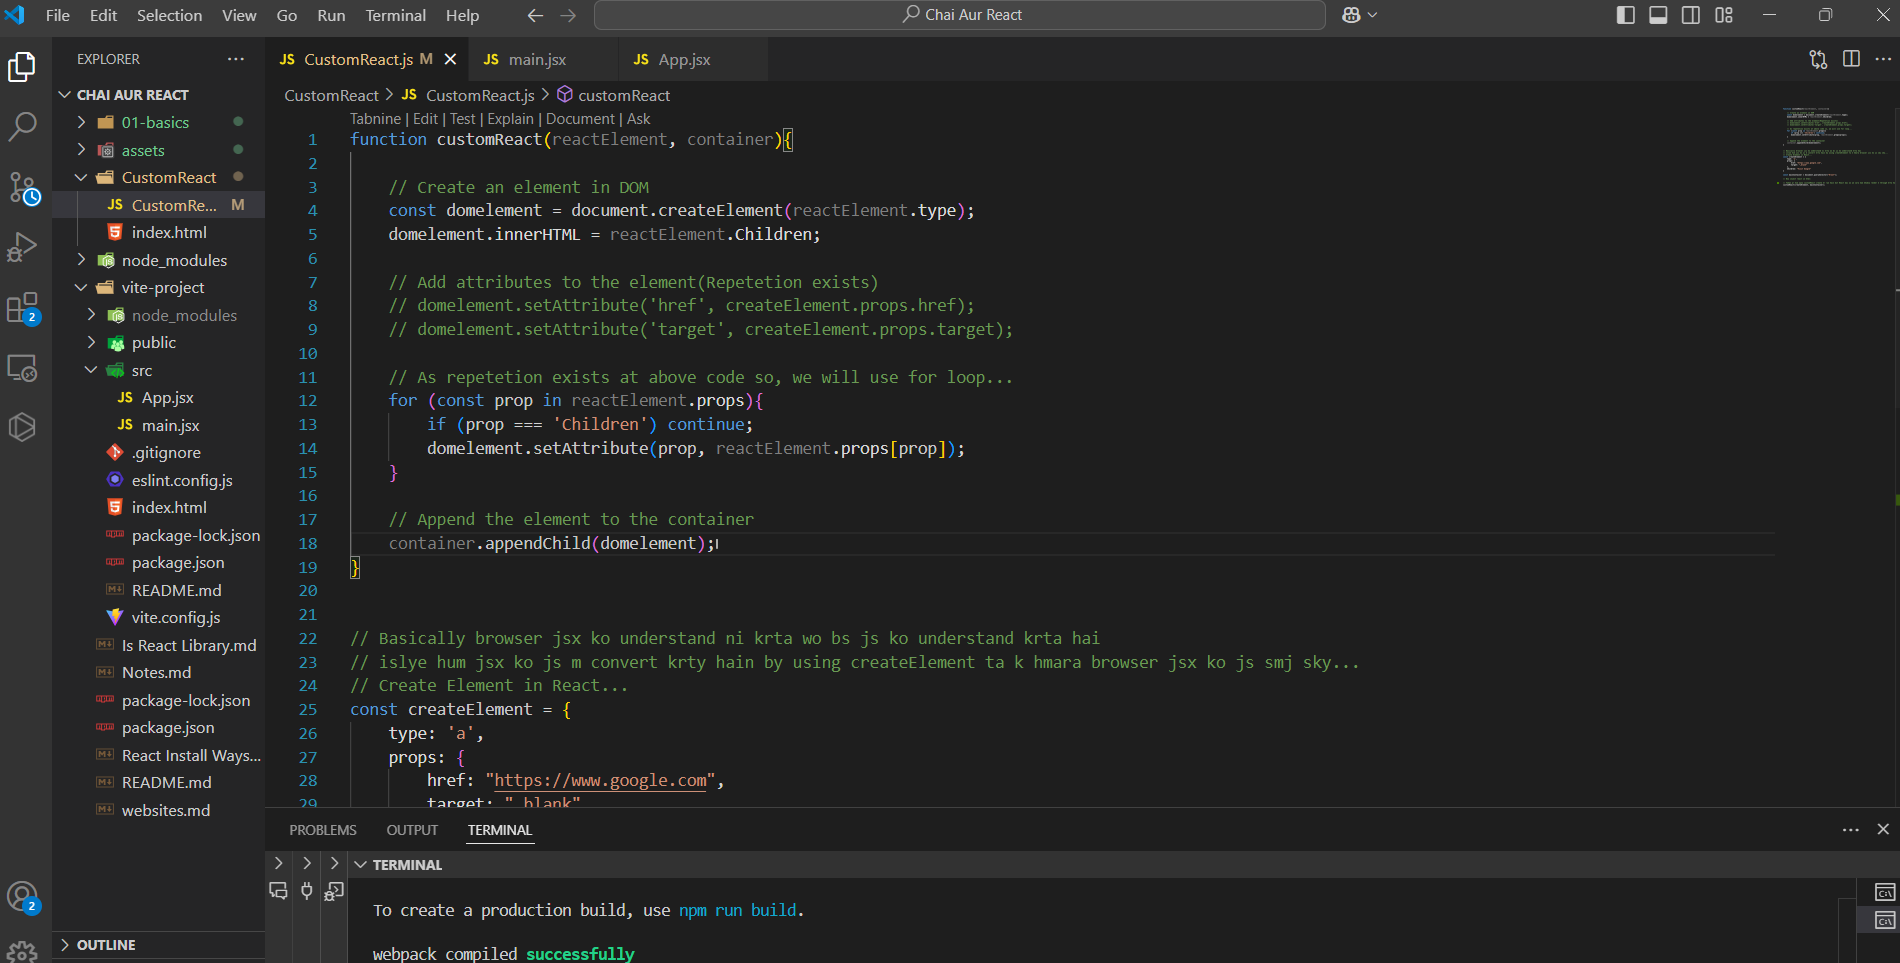 File Edit Selection View Go Run Terminal Help
Chai Aur React
EXPLORER
CHAI AUR REACT
01-basics
assets
CustomReact
JS CustomRe... M
index.html
node_modules
vite-project
node_modules
public
src
JS App.jsx
JS main.jsx
.gitignore
eslint.config.js
index.html
package-lock.json
package.json
README.md
vite.config.js
Is React Library.md
Notes.md
package-lock.json
package.json
React Install Ways...
README.md
websites.md
OUTLINE
2
2
JS CustomReact.js M
JS main.jsx
JS App.jsx
CustomReact > JS CustomReact.js > customReact
Tabnine | Edit | Test | Explain | Document | Ask
1 function customReact(reactElement, container){
2
3 // Create an element in DOM
4 const domelement = document.createElement(reactElement.type);
5 domelement.innerHTML = reactElement.Children;
6
7 // Add attributes to the element(Repetetion exists)
8 // domelement.setAttribute('href', createElement.props.href);
9 // domelement.setAttribute('target', createElement.props.target);
10
11 // As repetetion exists at above code so, we will use for loop...
12 for (const prop in reactElement.props){
13 if (prop === 'Children') continue;
14 domelement.setAttribute(prop, reactElement.props[prop]);
15 }
16
17 // Append the element to the container
18 container.appendChild(domelement);
19 }
20
21
22 // Basically browser jsx ko understand ni krta wo bs js ko understand krta hai
23 // islye hum jsx ko js m convert krty hain by using createElement ta k hmara browser jsx ko js smj sky...
24 // Create Element in React...
25 const createElement = {
26 type: 'a',
27 props: {
28 href: "https://www.google.com",
29 target: "_blank"
PROBLEMS OUTPUT TERMINAL
TERMINAL
To create a production build, use npm run build.
webpack compiled successfully